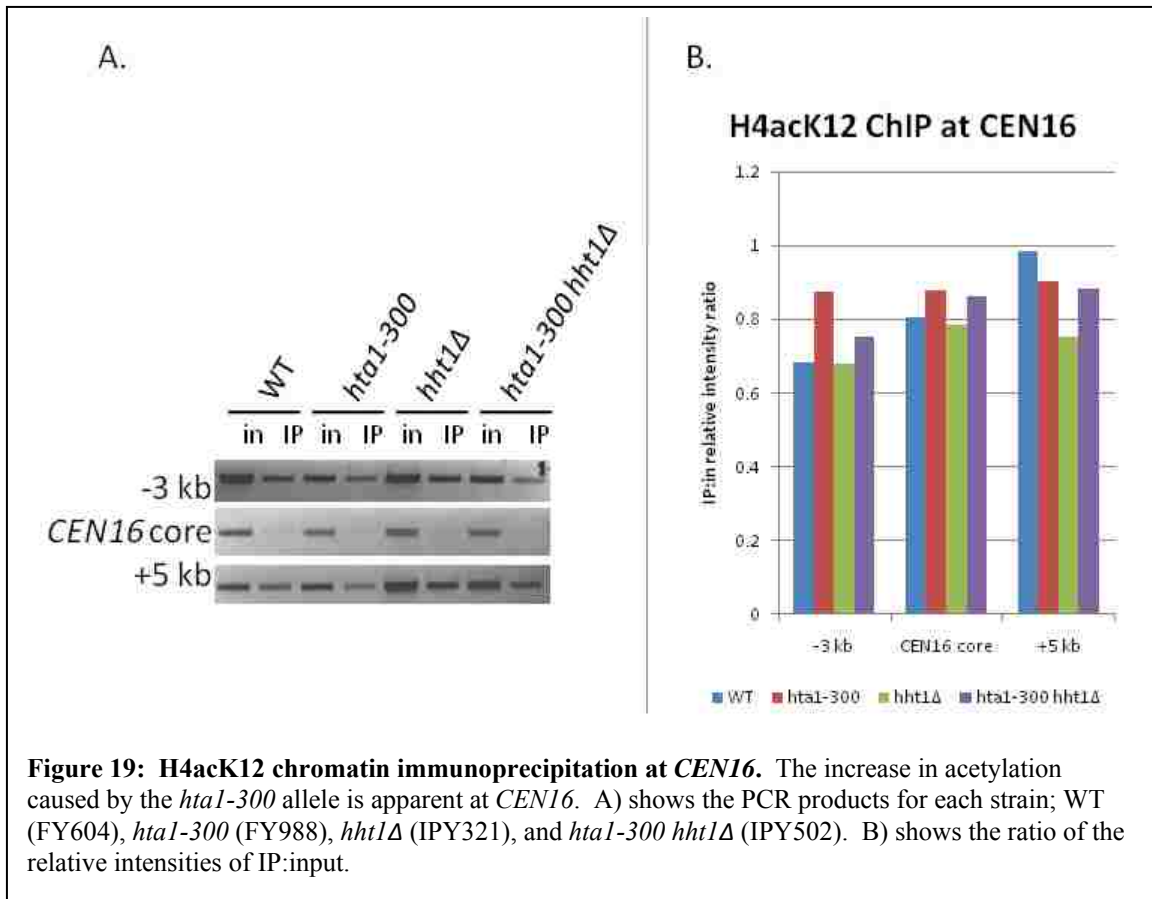 A.
WT
hta1-300
hht1Δ
hta1-300 hht1Δ
in IP in IP in IP in IP
-3 kb
CEN16 core
+5 kb
B.
H4acK12 ChIP at CEN16
IP:in relative intensity ratio
1.2
1
0.8
0.6
0.4
0.2
0
-3 kb CEN16 core +5 kb
WT hta1-300 hht1Δ hta1-300 hht1Δ
Figure 19: H4acK12 chromatin immunoprecipitation at CEN16. The increase in acetylation
caused by the hta1-300 allele is apparent at CEN16. A) shows the PCR products for each strain; WT
(FY604), hta1-300 (FY988), hht1Δ (IPY321), and hta1-300 hht1Δ (IPY502). B) shows the ratio of the
relative intensities of IP:input.